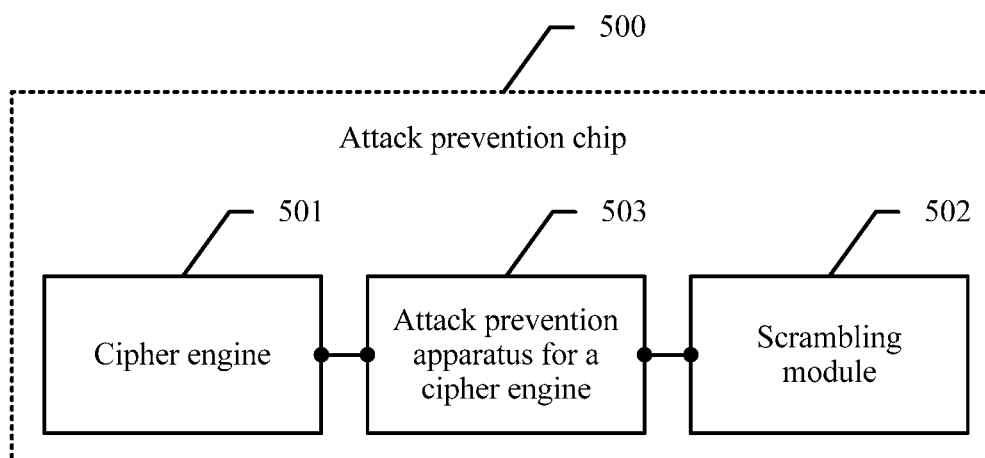 500
Attack prevention chip
501
503
502
Cipher engine
Attack prevention
apparatus for a
cipher engine
Scrambling
module